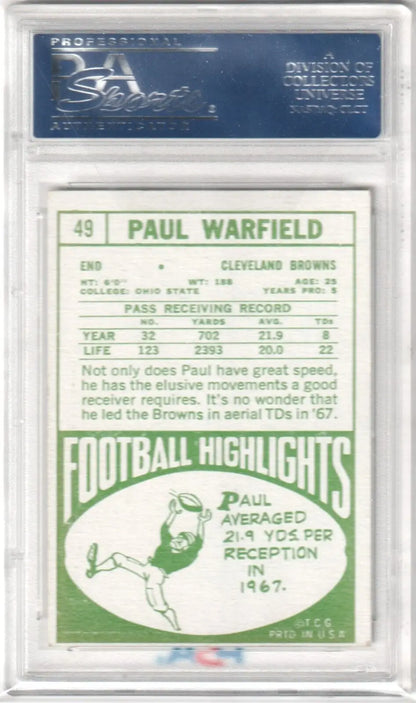 PROFESSIONAL
PSA
Sports
AUTHENTICATOR
A
DIVISION OF
COLLECTORS
UNIVERSE
NASDAQ:CLCT
49 PAUL WARFIELD
END • CLEVELAND BROWNS
HT: 6'0" WT: 188 AGE: 25
COLLEGE: OHIO STATE YEARS PRO: 5
PASS RECEIVING RECORD
NO. YARDS AVG. TDs
YEAR 32 702 21.9 8
LIFE 123 2393 20.0 22
Not only does Paul have great speed,
he has the elusive movements a good
receiver requires. It's no wonder that
he led the Browns in aerial TDs in '67.
FOOTBALL HIGHLIGHTS
PAUL
AVERAGED
21.9 YDS. PER
RECEPTION
IN
1967.
©T.C.G.
PRTD IN U.S.A.